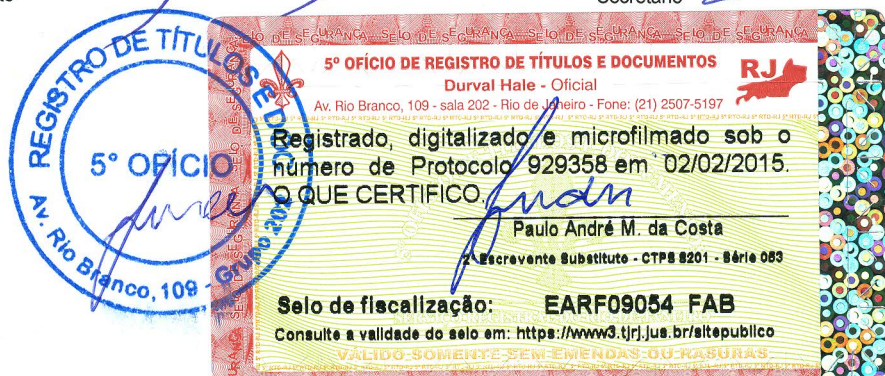 Secretário
SELO DE SEGURANÇA SELO DE SEGURANÇA SELO DE SEGURANÇA SELO DE SEGURANÇA
5º OFÍCIO DE REGISTRO DE TÍTULOS E DOCUMENTOS
RJ
Durval Hale - Oficial
Av. Rio Branco, 109 - sala 202 - Rio de Janeiro - Fone: (21) 2507-5197
Registrado, digitalizado e microfilmado sob o
número de Protocolo 929358 em 02/02/2015.
O QUE CERTIFICO.
Paulo André M. da Costa
2º Escrevente Substituto - CTPS 8201 - Série 053
Selo de fiscalização: EARF09054 FAB
Consulte a validade do selo em: https://www3.tjrj.jus.br/sitepublico
VÁLIDO SOMENTE SEM EMENDAS OU RASURAS
REGISTRO DE TÍTULOS E DOC
5° OFÍCIO
Av. Rio Branco, 109 - Grupo 202